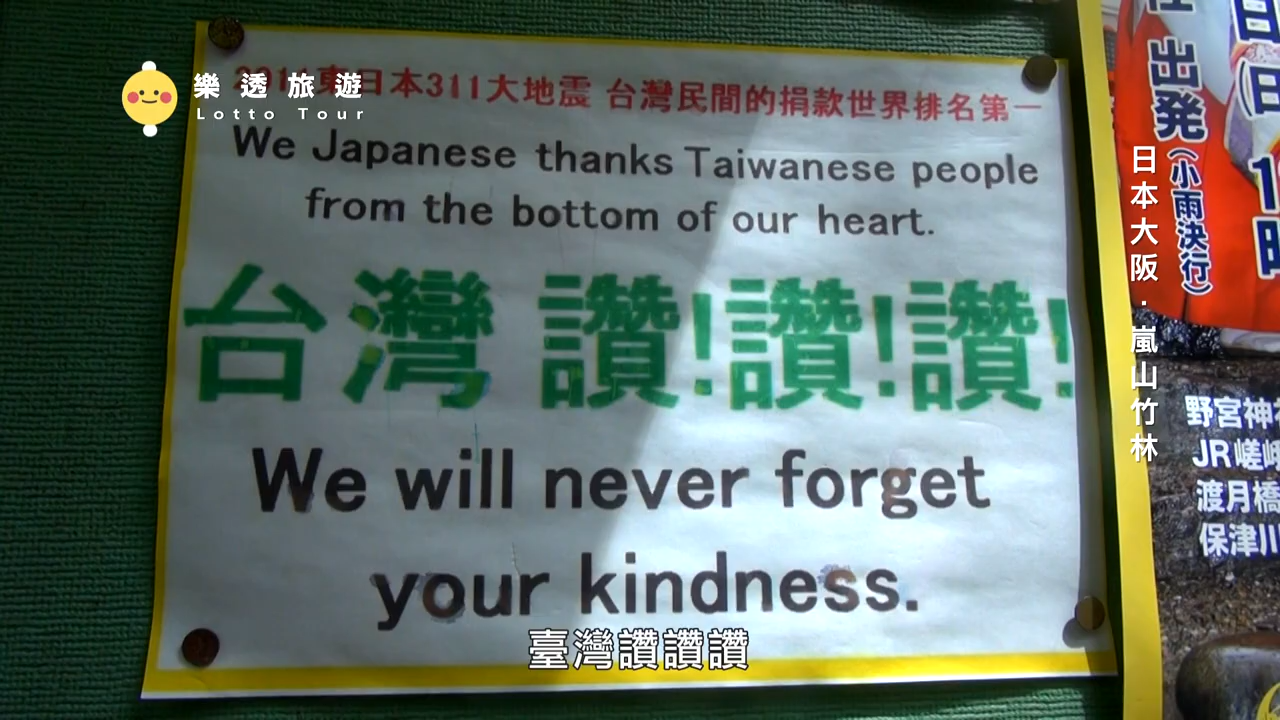 樂透旅遊
Lotto Tour
2011東日本311大地震 台灣民間的捐款世界排名第一
We Japanese thanks Taiwanese people
from the bottom of our heart.
台灣 讚!讚!讚!
We will never forget
your kindness.
臺灣讚讚讚
日本大阪·嵐山竹林
出発(小雨決行)
野宮神
JR嵯峨
渡月橋
保津川